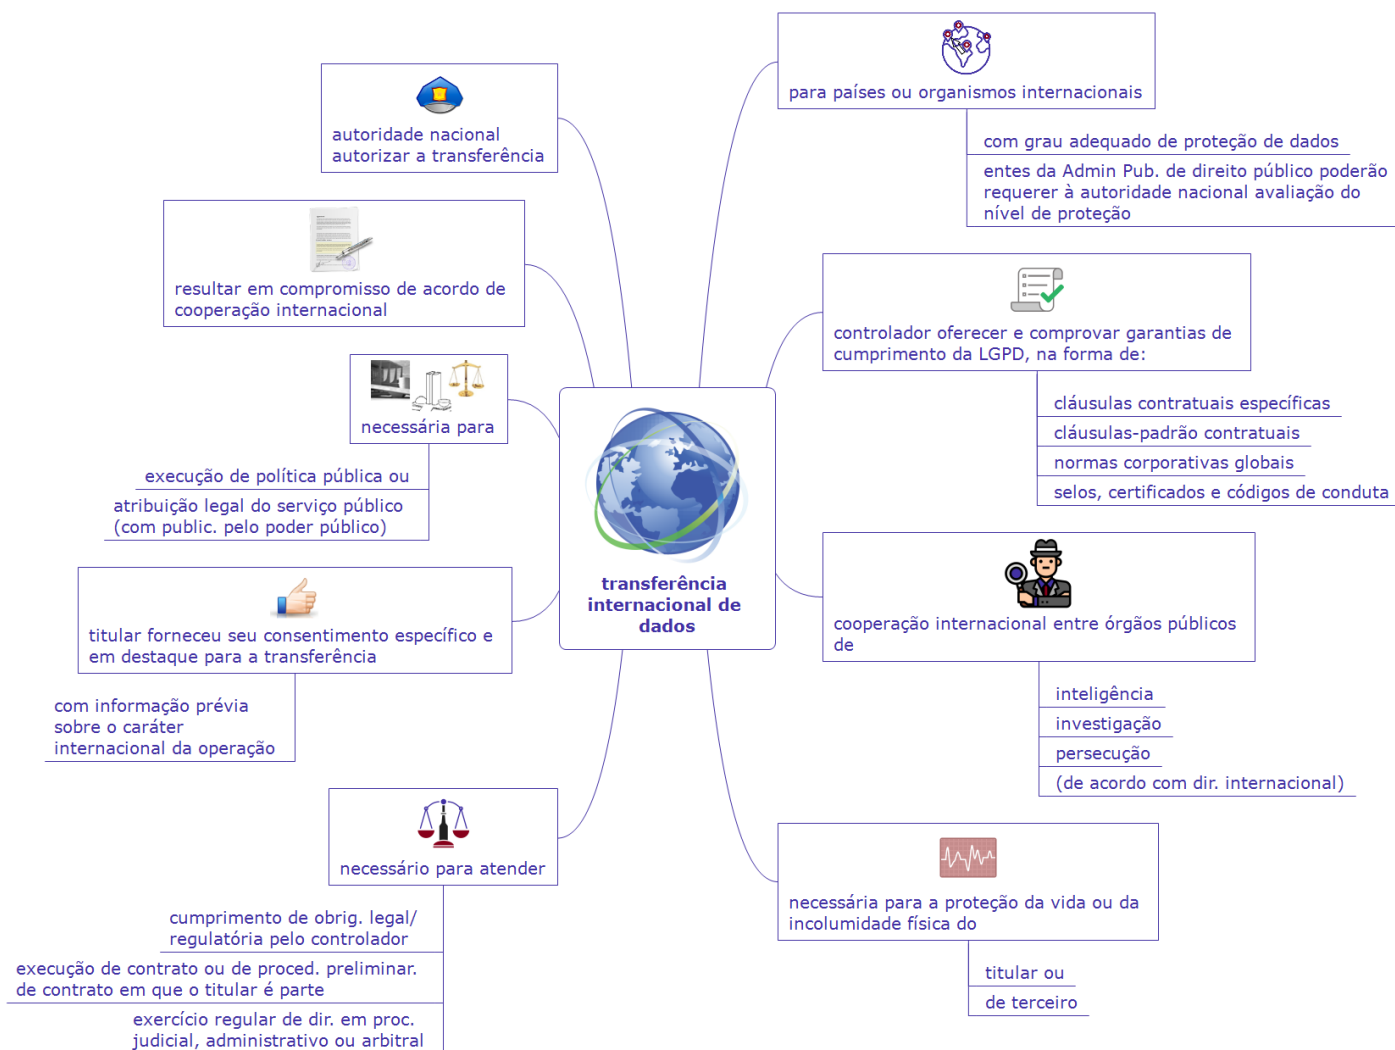 transferência
internacional de
dados
para países ou organismos internacionais
com grau adequado de proteção de dados
entes da Admin Pub. de direito público poderão
requerer à autoridade nacional avaliação do
nível de proteção
controlador oferecer e comprovar garantias de
cumprimento da LGPD, na forma de:
cláusulas contratuais específicas
cláusulas-padrão contratuais
normas corporativas globais
selos, certificados e códigos de conduta
cooperação internacional entre órgãos públicos
de
inteligência
investigação
persecução
(de acordo com dir. internacional)
necessária para a proteção da vida ou da
incolumidade física do
titular ou
de terceiro
autoridade nacional
autorizar a transferência
resultar em compromisso de acordo de
cooperação internacional
necessária para
execução de política pública ou
atribuição legal do serviço público
(com public. pelo poder público)
titular forneceu seu consentimento específico e
em destaque para a transferência
com informação prévia
sobre o caráter
internacional da operação
necessário para atender
cumprimento de obrig. legal/
regulatória pelo controlador
execução de contrato ou de proced. preliminar.
de contrato em que o titular é parte
exercício regular de dir. em proc.
judicial, administrativo ou arbitral